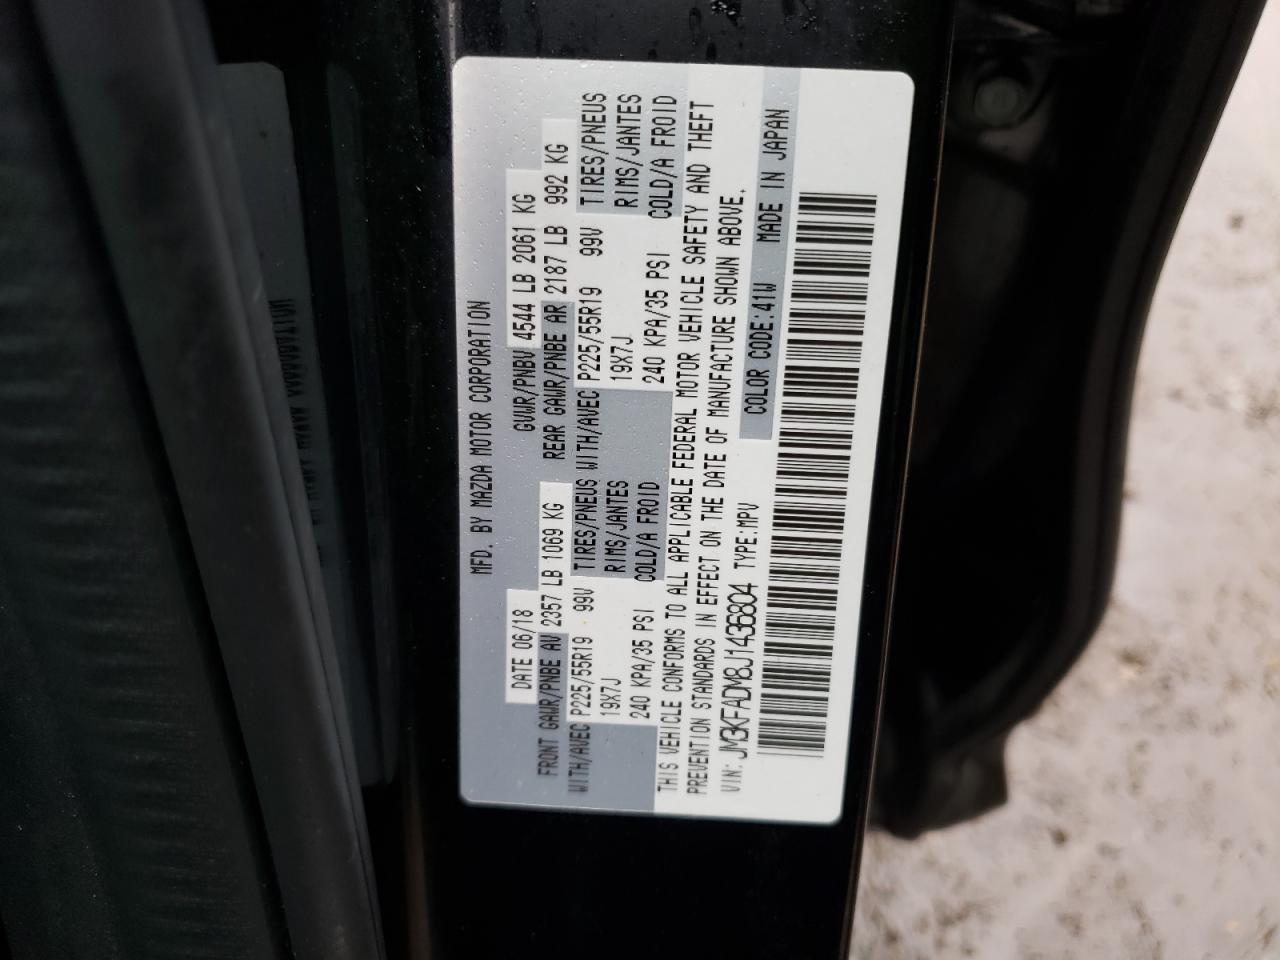 MFD. BY MAZDA MOTOR CORPORATION
DATE 06/18 GVWR/PNBV 4544 LB 2061 KG
FRONT GAWR/PNBE AV 2357 LB 1069 KG REAR GAWR/PNBE AR 2187 LB 992 KG
WITH/AVEC P225/55R19 99V TIRES/PNEUS WITH/AVEC P225/55R19 99V TIRES/PNEUS
19X7J RIMS/JANTES 19X7J RIMS/JANTES
240 KPA/35 PSI COLD/A FROID 240 KPA/35 PSI COLD/A FROID
THIS VEHICLE CONFORMS TO ALL APPLICABLE FEDERAL MOTOR VEHICLE SAFETY AND THEFT
PREVENTION STANDARDS IN EFFECT ON THE DATE OF MANUFACTURE SHOWN ABOVE.
VIN: JM3KFADM8J1436804 TYPE:MPV COLOR CODE:41W MADE IN JAPAN